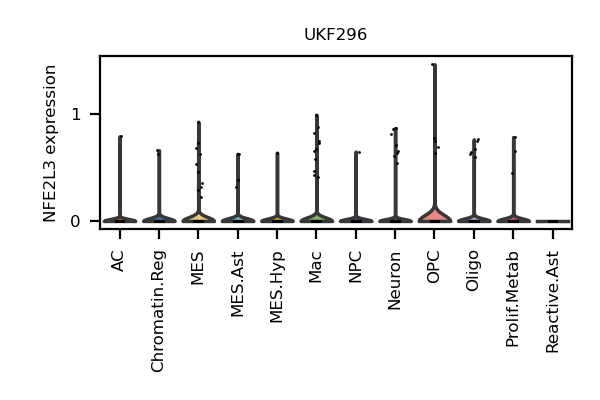 UKF296
NFE2L3 expression
1
0
AC
Chromatin.Reg
MES
MES.Ast
MES.Hyp
Mac
NPC
Neuron
OPC
Oligo
Prolif.Metab
Reactive.Ast